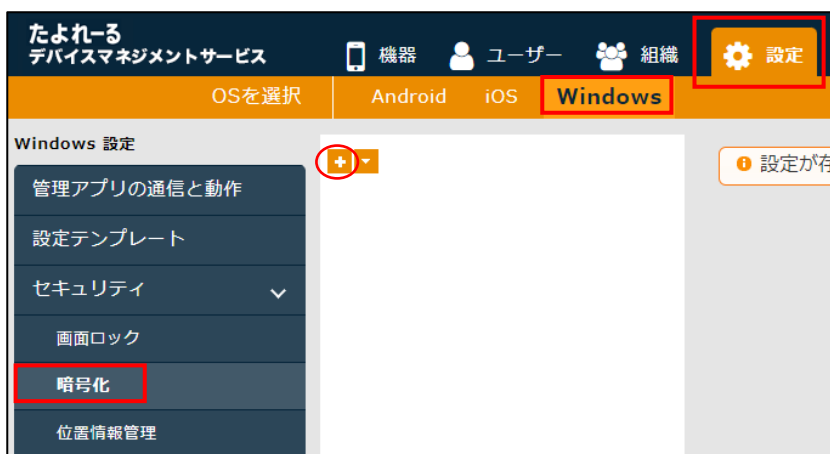 たよれーる
デバイスマネジメントサービス
機器 ユーザー 組織 設定
OSを選択 Android iOS Windows
Windows 設定
管理アプリの通信と動作
設定が
設定テンプレート
セキュリティ
画面ロック
暗号化
位置情報管理